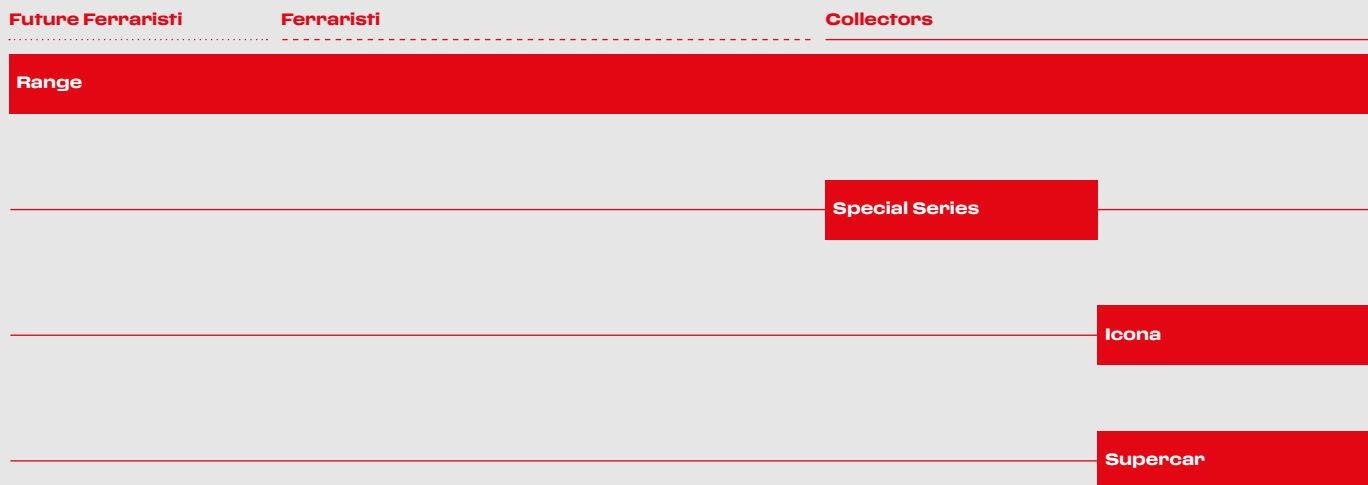 Future Ferraristi
Ferraristi
Collectors
Range
Special Series
Icona
Supercar